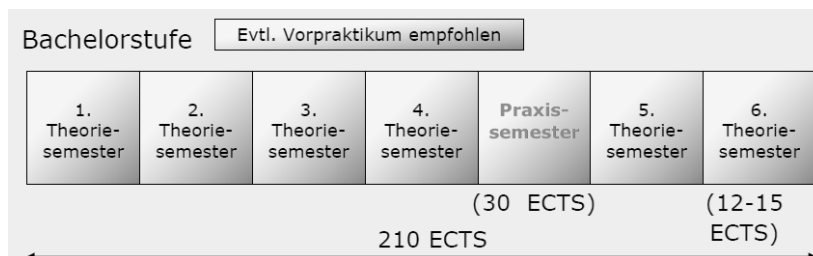 Bachelorstufe
Evtl. Vorpraktikum empfohlen
1.
Theorie-
semester
2.
Theorie-
semester
3.
Theorie-
semester
4.
Theorie-
semester
Praxis-
semester
5.
Theorie-
semester
6.
Theorie-
semester
(30 ECTS)
(12-15
ECTS)
210 ECTS